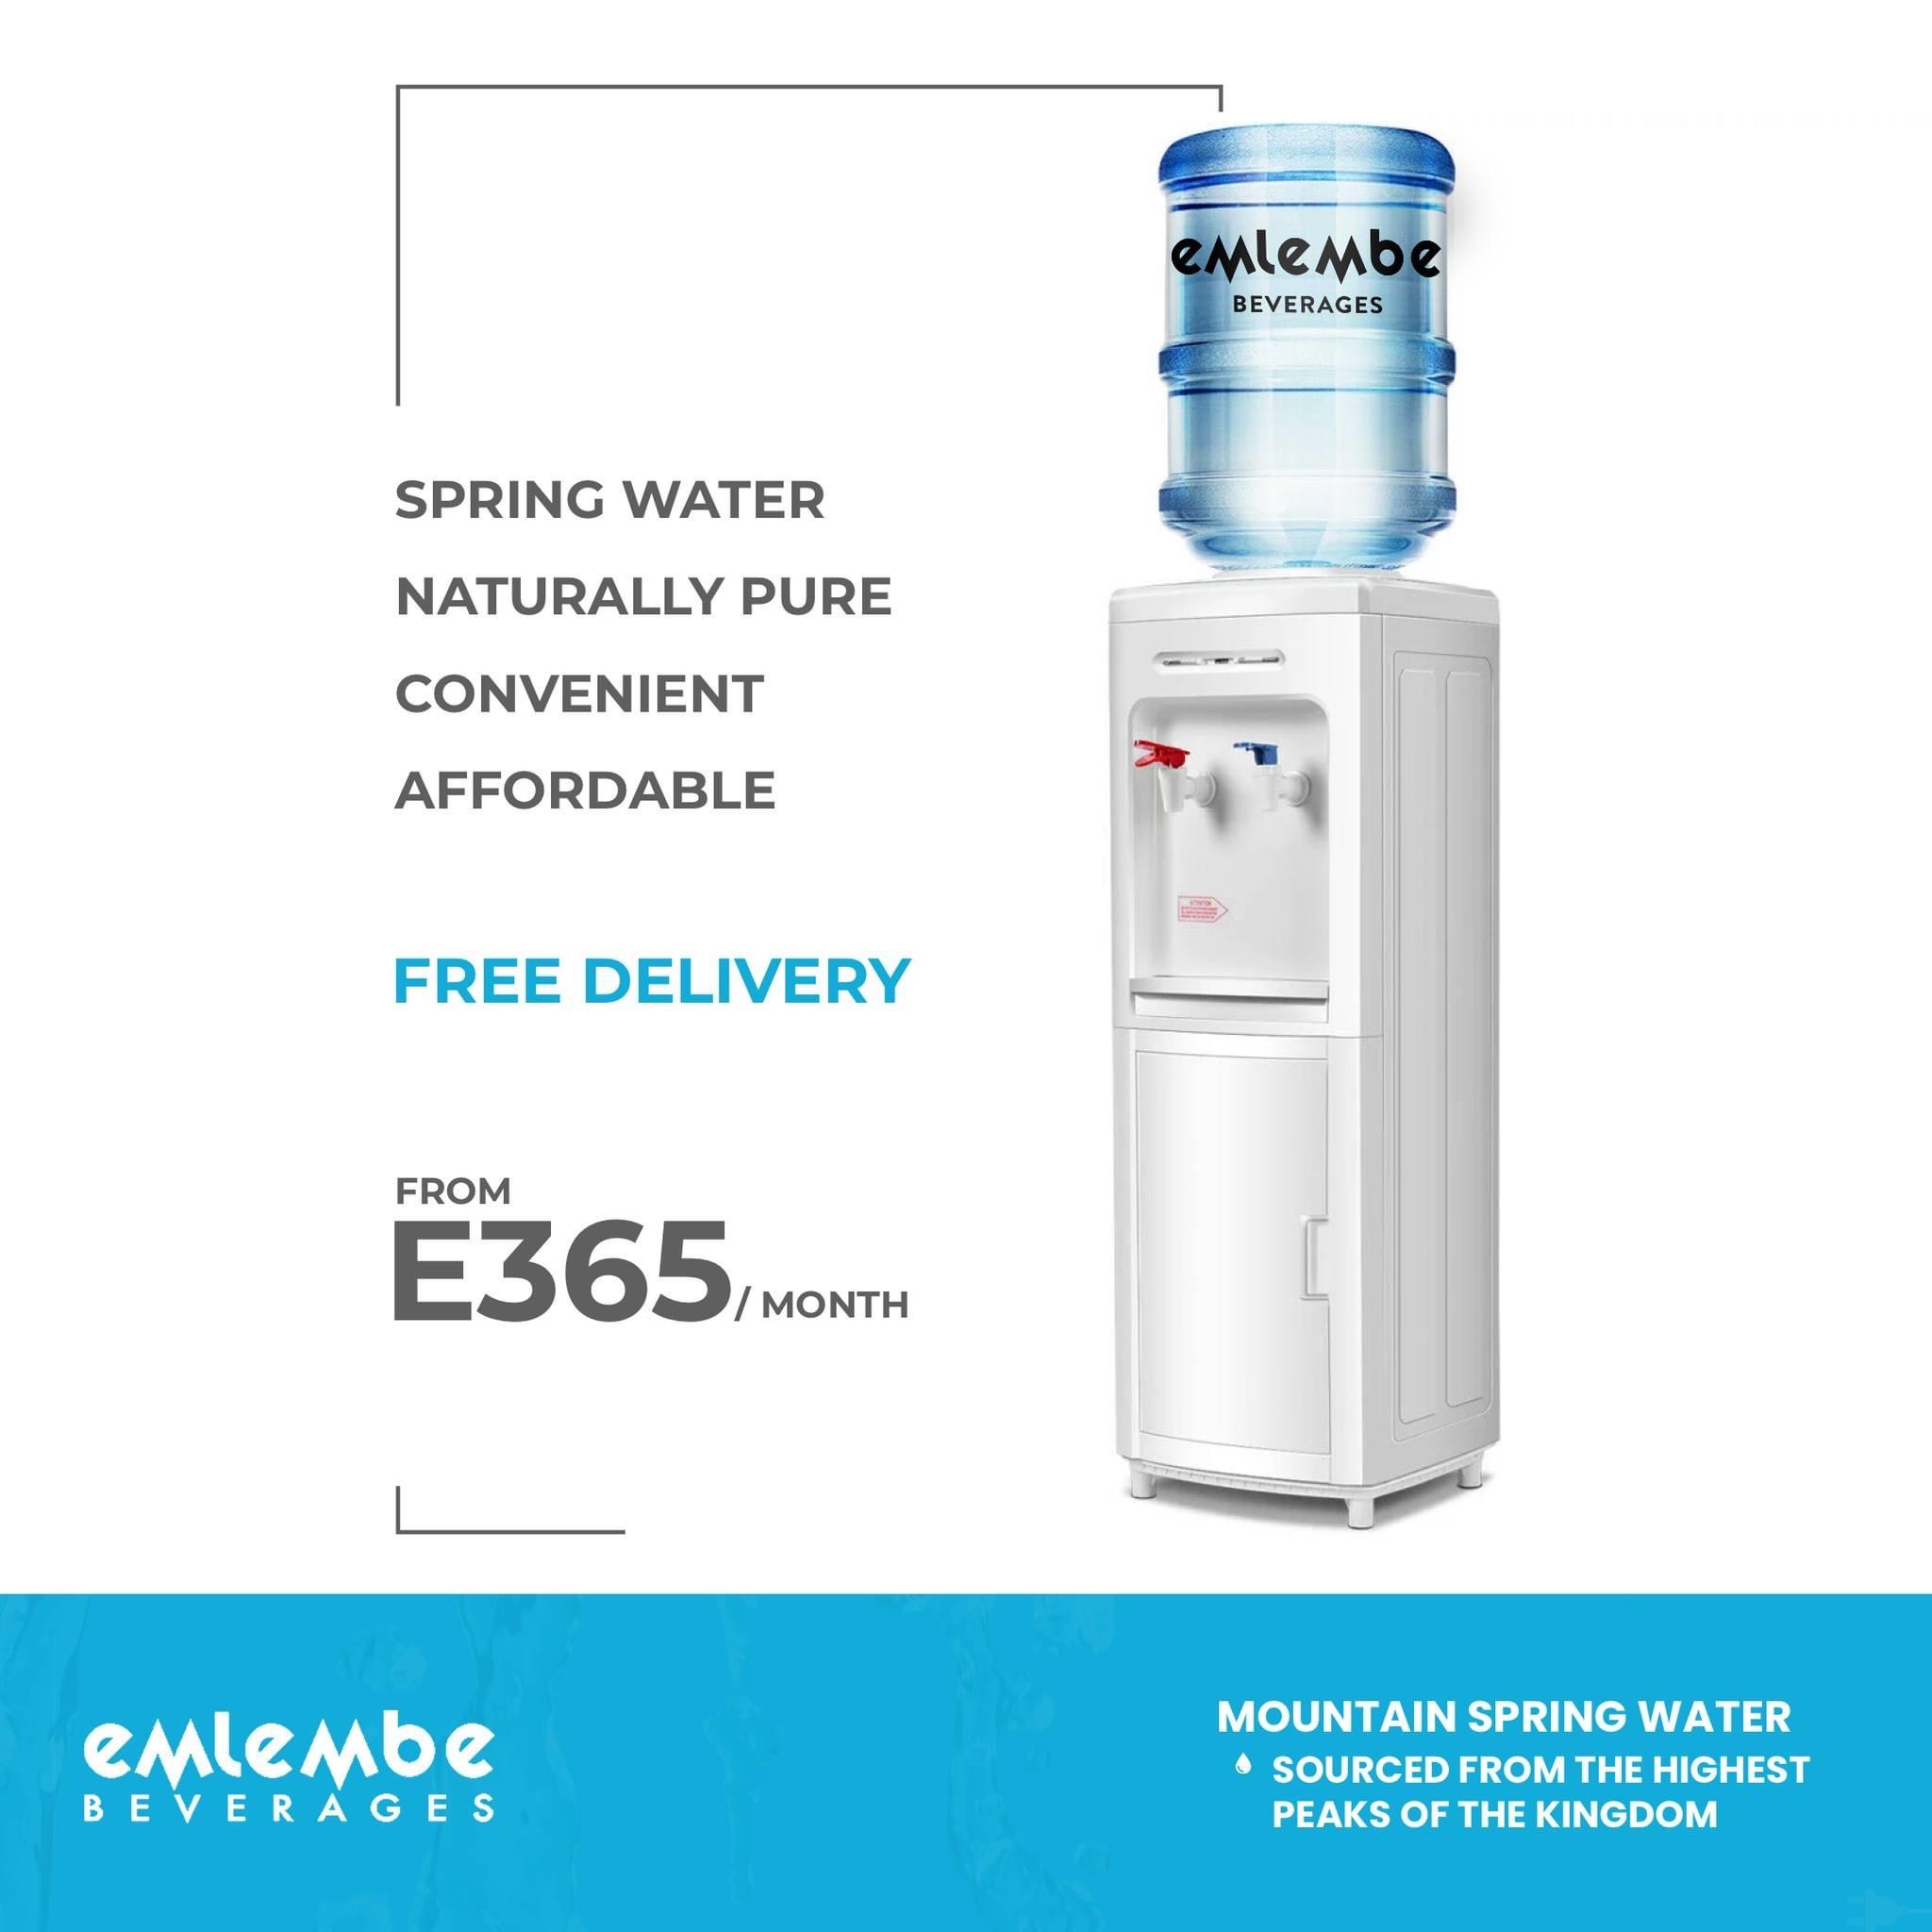 emlembe
BEVERAGES
SPRING WATER
NATURALLY PURE
CONVENIENT
AFFORDABLE
FREE DELIVERY
ATTENTION
FROM
E365/ MONTH
emlembe
BEVERAGES
MOUNTAIN SPRING WATER
SOURCED FROM THE HIGHEST
PEAKS OF THE KINGDOM